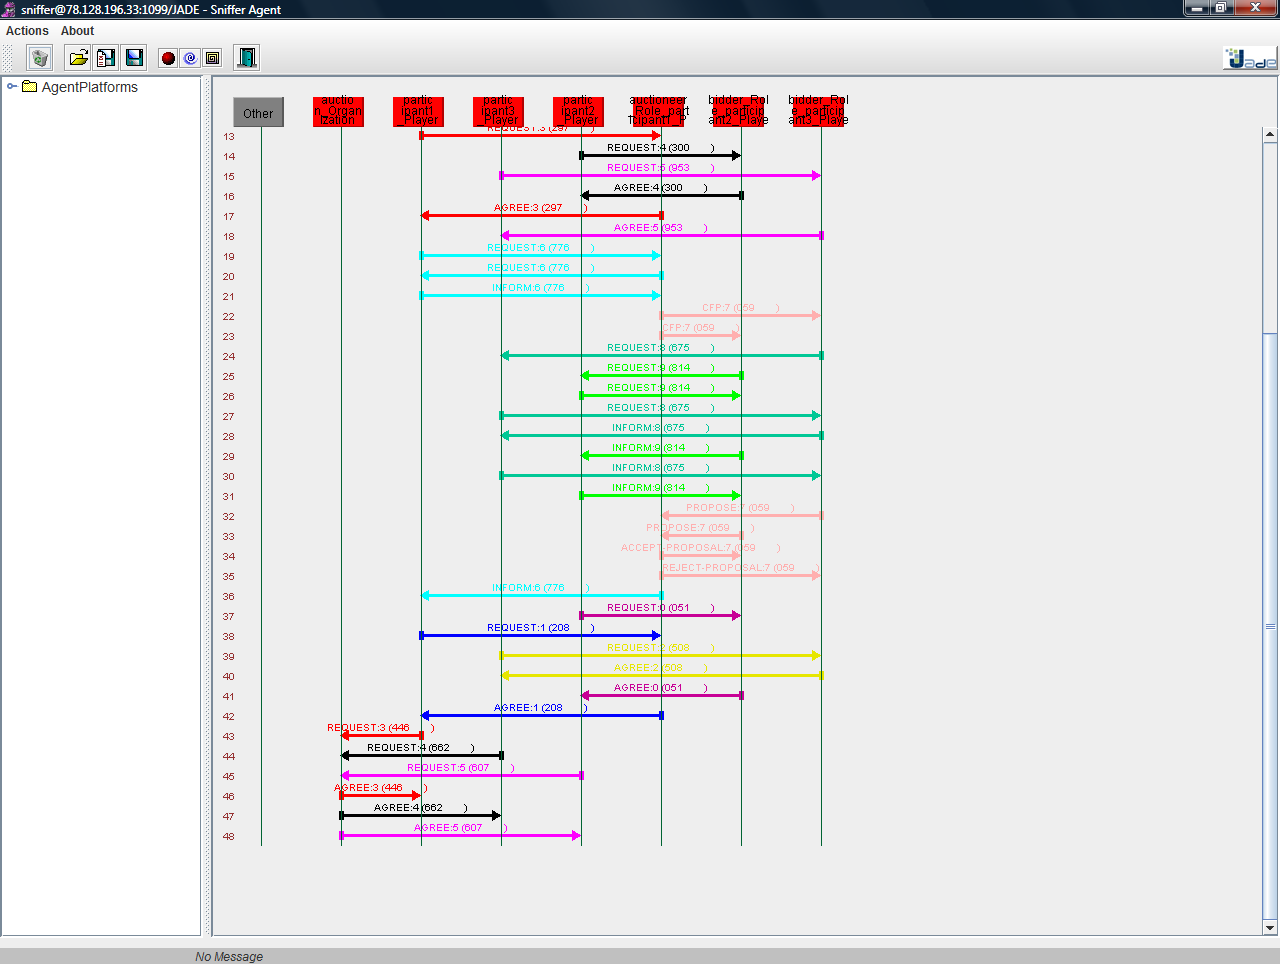 sniffer@78.128.196.33:1099/JADE - Sniffer Agent
Actions About
Jade
AgentPlatforms
Other
auctio
n_Organ
ization
partic
ipant1_
Player
partic
ipant3_
Player
partic
ipant2_
Player
auctioneer
_Role_part
icipant1_P
bidder_Rol
e_particip
ant2_Playe
bidder_Rol
e_particip
ant3_Playe
13 REQUEST:3 (297
14 REQUEST:4 (300 )
15 REQUEST:5 (953 )
16 AGREE:4 (300 )
17 AGREE:3 (297 )
18 AGREE:5 (953 )
19 REQUEST:6 (776 )
20 REQUEST:6 (776 )
21 INFORM:6 (776 )
22 CFP:7 (059 )
23 CFP:7 (059 )
24 REQUEST:8 (675 )
25 REQUEST:9 (814 )
26 REQUEST:9 (814 )
27 REQUEST:8 (675 )
28 INFORM:8 (675 )
29 INFORM:9 (814 )
30 INFORM:8 (675 )
31 INFORM:9 (814 )
32 PROPOSE:7 (059 )
33 PROPOSE:7 (059 )
34 ACCEPT-PROPOSAL:7 (059 )
35 REJECT-PROPOSAL:7 (059 )
36 INFORM:6 (776 )
37 REQUEST:0 (051 )
38 REQUEST:1 (208 )
39 REQUEST:2 (508 )
40 AGREE:2 (508 )
41 AGREE:0 (051 )
42 AGREE:1 (208 )
43 REQUEST:3 (446 )
44 REQUEST:4 (662 )
45 REQUEST:5 (607 )
46 AGREE:3 (446 )
47 AGREE:4 (662 )
48 AGREE:5 (607 )
No Message